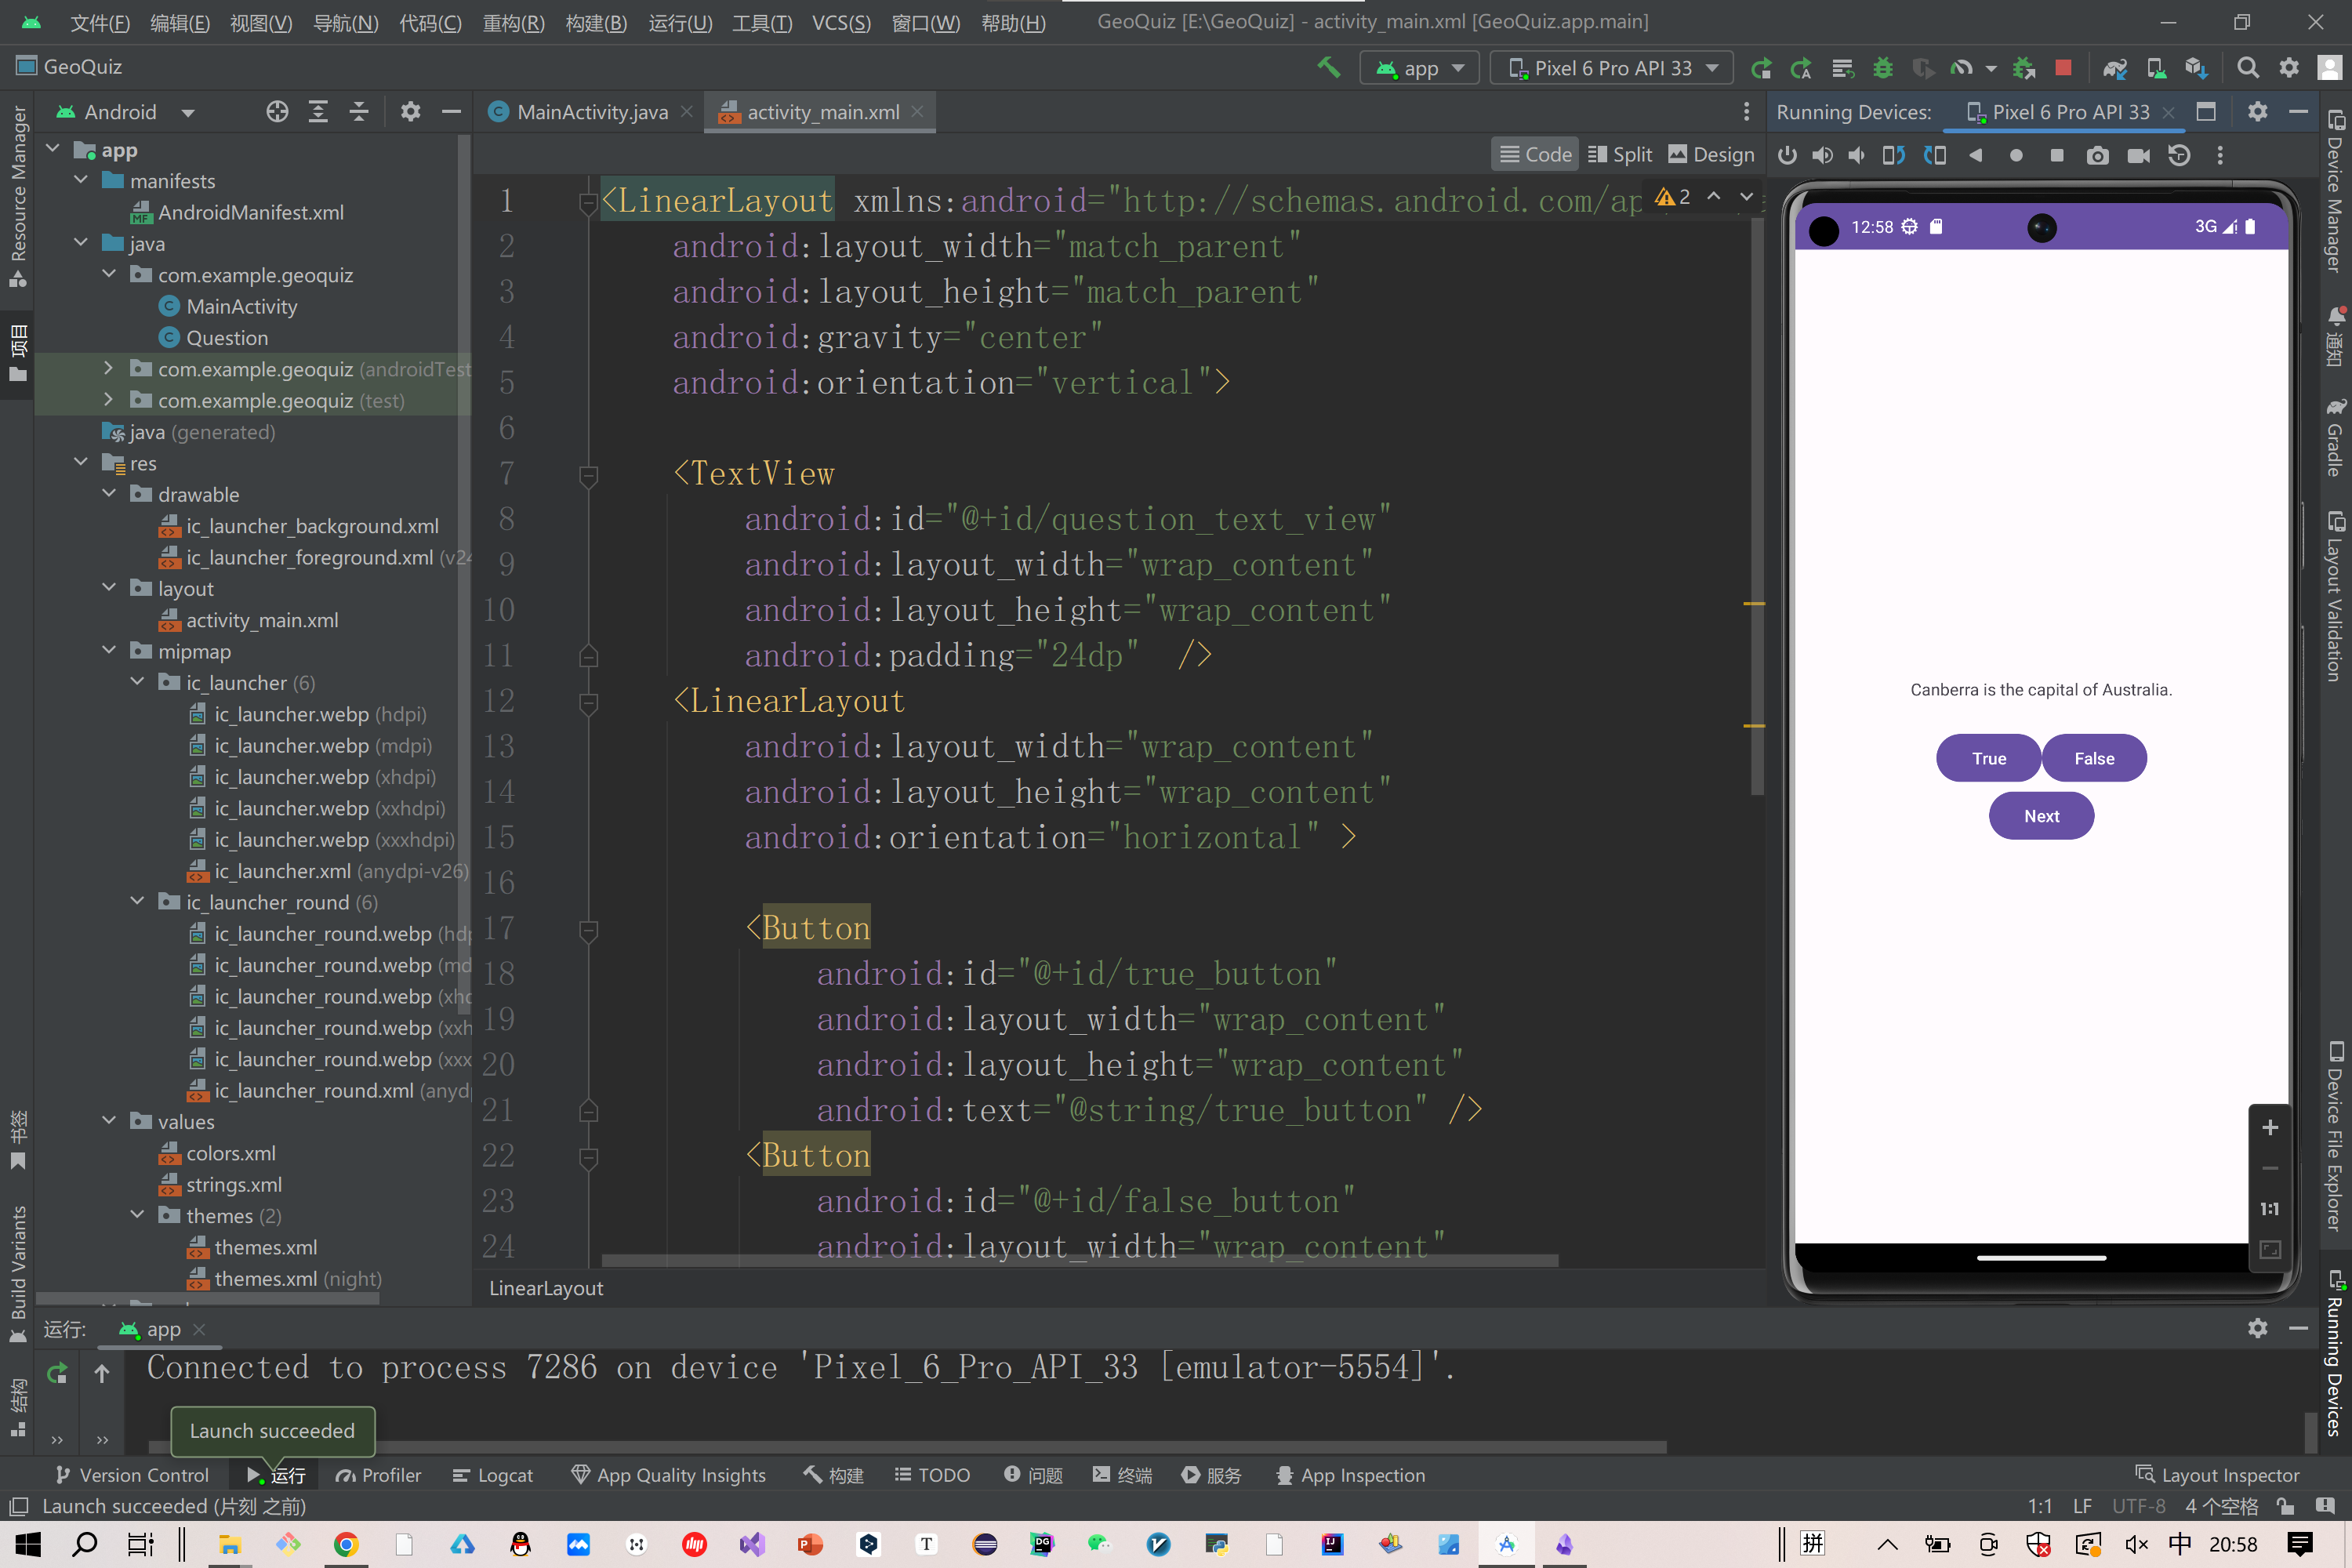 文件(F) 编辑(E) 视图(V) 导航(N) 代码(C) 重构(R) 构建(B) 运行(U) 工具(T) VCS(S) 窗口(W) 帮助(H) GeoQuiz [E:\GeoQuiz] - activity_main.xml [GeoQuiz.app.main]
GeoQuiz app Pixel 6 Pro API 33
Android MainActivity.java activity_main.xml Running Devices: Pixel 6 Pro API 33
Code Split Design
Resource Manager
项目
书签
Build Variants
结构
app
manifests
AndroidManifest.xml
java
com.example.geoquiz
MainActivity
Question
com.example.geoquiz (androidTest
com.example.geoquiz (test)
java (generated)
res
drawable
ic_launcher_background.xml
ic_launcher_foreground.xml (v24
layout
activity_main.xml
mipmap
ic_launcher (6)
ic_launcher.webp (hdpi)
ic_launcher.webp (mdpi)
ic_launcher.webp (xhdpi)
ic_launcher.webp (xxhdpi)
ic_launcher.webp (xxxhdpi)
ic_launcher.xml (anydpi-v26)
ic_launcher_round (6)
ic_launcher_round.webp (hdp
ic_launcher_round.webp (md
ic_launcher_round.webp (xhd
ic_launcher_round.webp (xxh
ic_launcher_round.webp (xxx
ic_launcher_round.xml (anydp
values
colors.xml
strings.xml
themes (2)
themes.xml
themes.xml (night)
1 <LinearLayout xmlns:android="http://schemas.android.com/ap
2 android:layout_width="match_parent"
3 android:layout_height="match_parent"
4 android:gravity="center"
5 android:orientation="vertical">
6
7 <TextView
8 android:id="@+id/question_text_view"
9 android:layout_width="wrap_content"
10 android:layout_height="wrap_content"
11 android:padding="24dp" />
12 <LinearLayout
13 android:layout_width="wrap_content"
14 android:layout_height="wrap_content"
15 android:orientation="horizontal" >
16
17 <Button
18 android:id="@+id/true_button"
19 android:layout_width="wrap_content"
20 android:layout_height="wrap_content"
21 android:text="@string/true_button" />
22 <Button
23 android:id="@+id/false_button"
24 android:layout_width="wrap_content"
2
LinearLayout
12:58 3G
Canberra is the capital of Australia.
True False
Next
1:1
Device Manager
通知
Gradle
Layout Validation
Device File Explorer
Running Devices
运行: app
Connected to process 7286 on device 'Pixel_6_Pro_API_33 [emulator-5554]'.
Launch succeeded
Version Control 运行 Profiler Logcat App Quality Insights 构建 TODO 问题 终端 服务 App Inspection Layout Inspector
Launch succeeded (片刻 之前) 1:1 LF UTF-8 4 个空格
拼 中 20:58